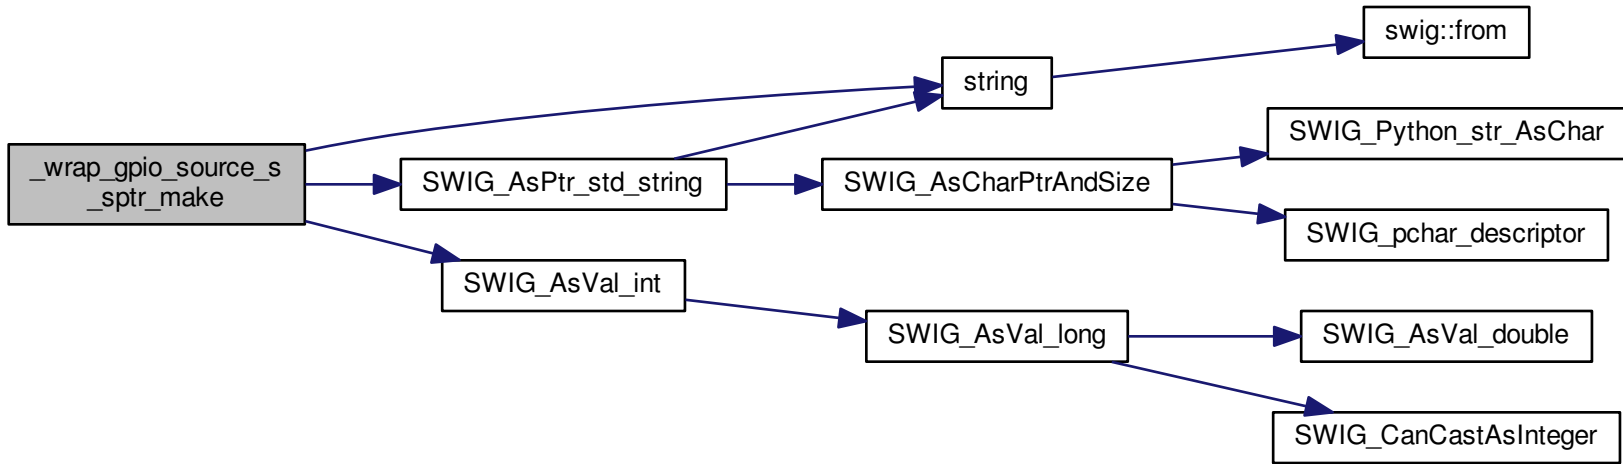 swig::from
string
SWIG_Python_str_AsChar
_wrap_gpio_source_s
_sptr_make
SWIG_AsPtr_std_string
SWIG_AsCharPtrAndSize
SWIG_pchar_descriptor
SWIG_AsVal_int
SWIG_AsVal_long
SWIG_AsVal_double
SWIG_CanCastAsInteger